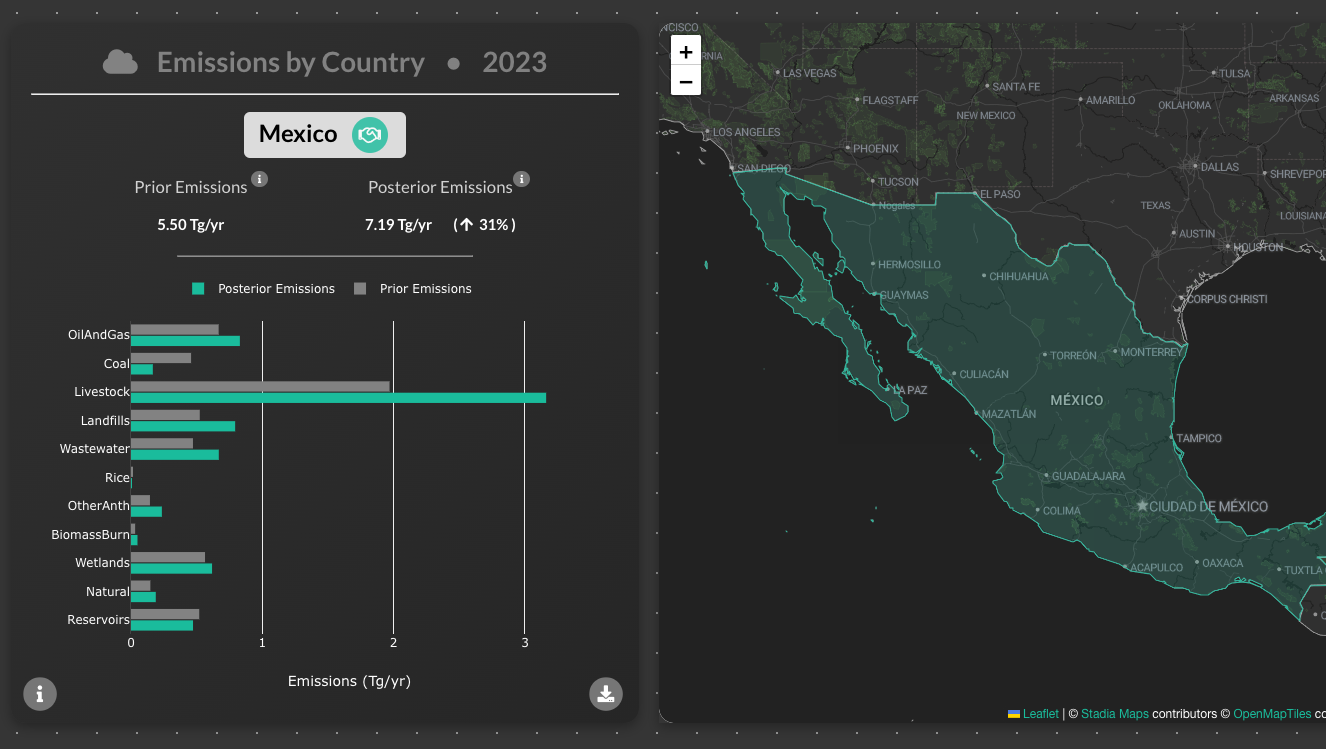 Emissions by Country • 2023
Mexico
Prior Emissions
Posterior Emissions
5.50 Tg/yr
7.19 Tg/yr (↑ 31%)
Posterior Emissions
Prior Emissions
OilAndGas
Coal
Livestock
Landfills
Wastewater
Rice
OtherAnth
BiomassBurn
Wetlands
Natural
Reservoirs
0 1 2 3
Emissions (Tg/yr)
+
−
LAS VEGAS
TULSA
SANTA FE
FLAGSTAFF
AMARILLO
OKLAHOMA
ARKANSAS
NEW MEXICO
LOS ANGELES
PHOENIX
DALLAS
SAN DIEGO
SHREVEPOR
TUCSON
EL PASO
Nogales
TEXAS
LOUISIANA
AUSTIN
HOUSTON
HERMOSILLO
CHIHUAHUA
GUAYMAS
CORPUS CHRISTI
TORREÓN
MONTERREY
CULIACÁN
LA PAZ
MÉXICO
MAZATLÁN
TAMPICO
GUADALAJARA
COLIMA
CIUDAD DE MÉXICO
ACAPULCO
OAXACA
TUXTLA
Leaflet | © Stadia Maps contributors © OpenMapTiles co